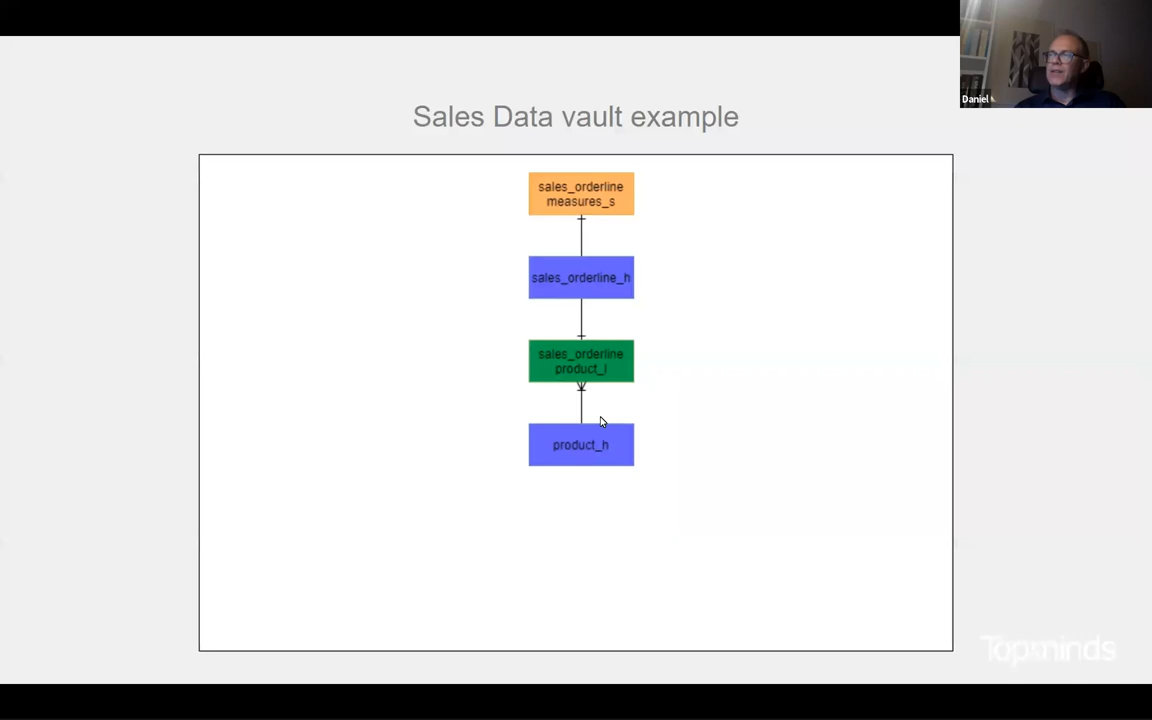 Daniel
Sales Data vault example
sales_orderline
measures_s
sales_orderline_h
sales_orderline
product_l
product_h
Topminds